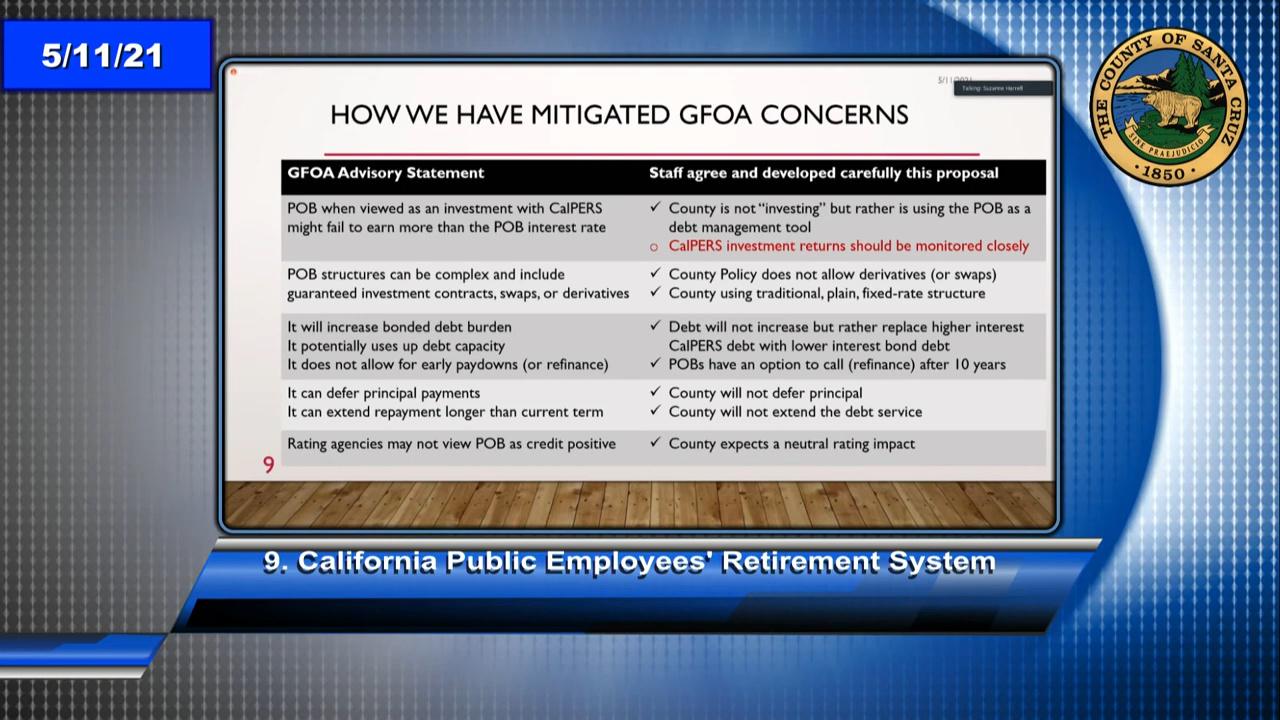 5/11/21
THE COUNTY OF SANTA CRUZ
SINE PRAEJUDICIO
• 1850 •
Talking: Suzanne Harrell
HOW WE HAVE MITIGATED GFOA CONCERNS
GFOA Advisory Statement
Staff agree and developed carefully this proposal
POB when viewed as an investment with CalPERS
might fail to earn more than the POB interest rate
✓ County is not “investing” but rather is using the POB as a
debt management tool
○ CalPERS investment returns should be monitored closely
POB structures can be complex and include
guaranteed investment contracts, swaps, or derivatives
✓ County Policy does not allow derivatives (or swaps)
✓ County using traditional, plain, fixed-rate structure
It will increase bonded debt burden
It potentially uses up debt capacity
It does not allow for early paydowns (or refinance)
✓ Debt will not increase but rather replace higher interest
CalPERS debt with lower interest bond debt
✓ POBs have an option to call (refinance) after 10 years
It can defer principal payments
It can extend repayment longer than current term
✓ County will not defer principal
✓ County will not extend the debt service
Rating agencies may not view POB as credit positive
✓ County expects a neutral rating impact
9
9. California Public Employees' Retirement System